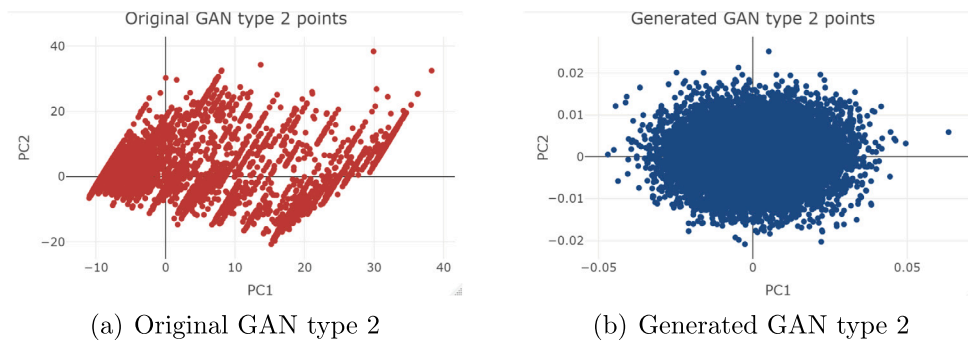 Original GAN type 2 points
PC2
40
20
0
−20
−10
0
10
20
30
40
PC1
(a) Original GAN type 2
Generated GAN type 2 points
PC2
0.02
0.01
0
−0.01
−0.02
−0.05
0
0.05
PC1
(b) Generated GAN type 2